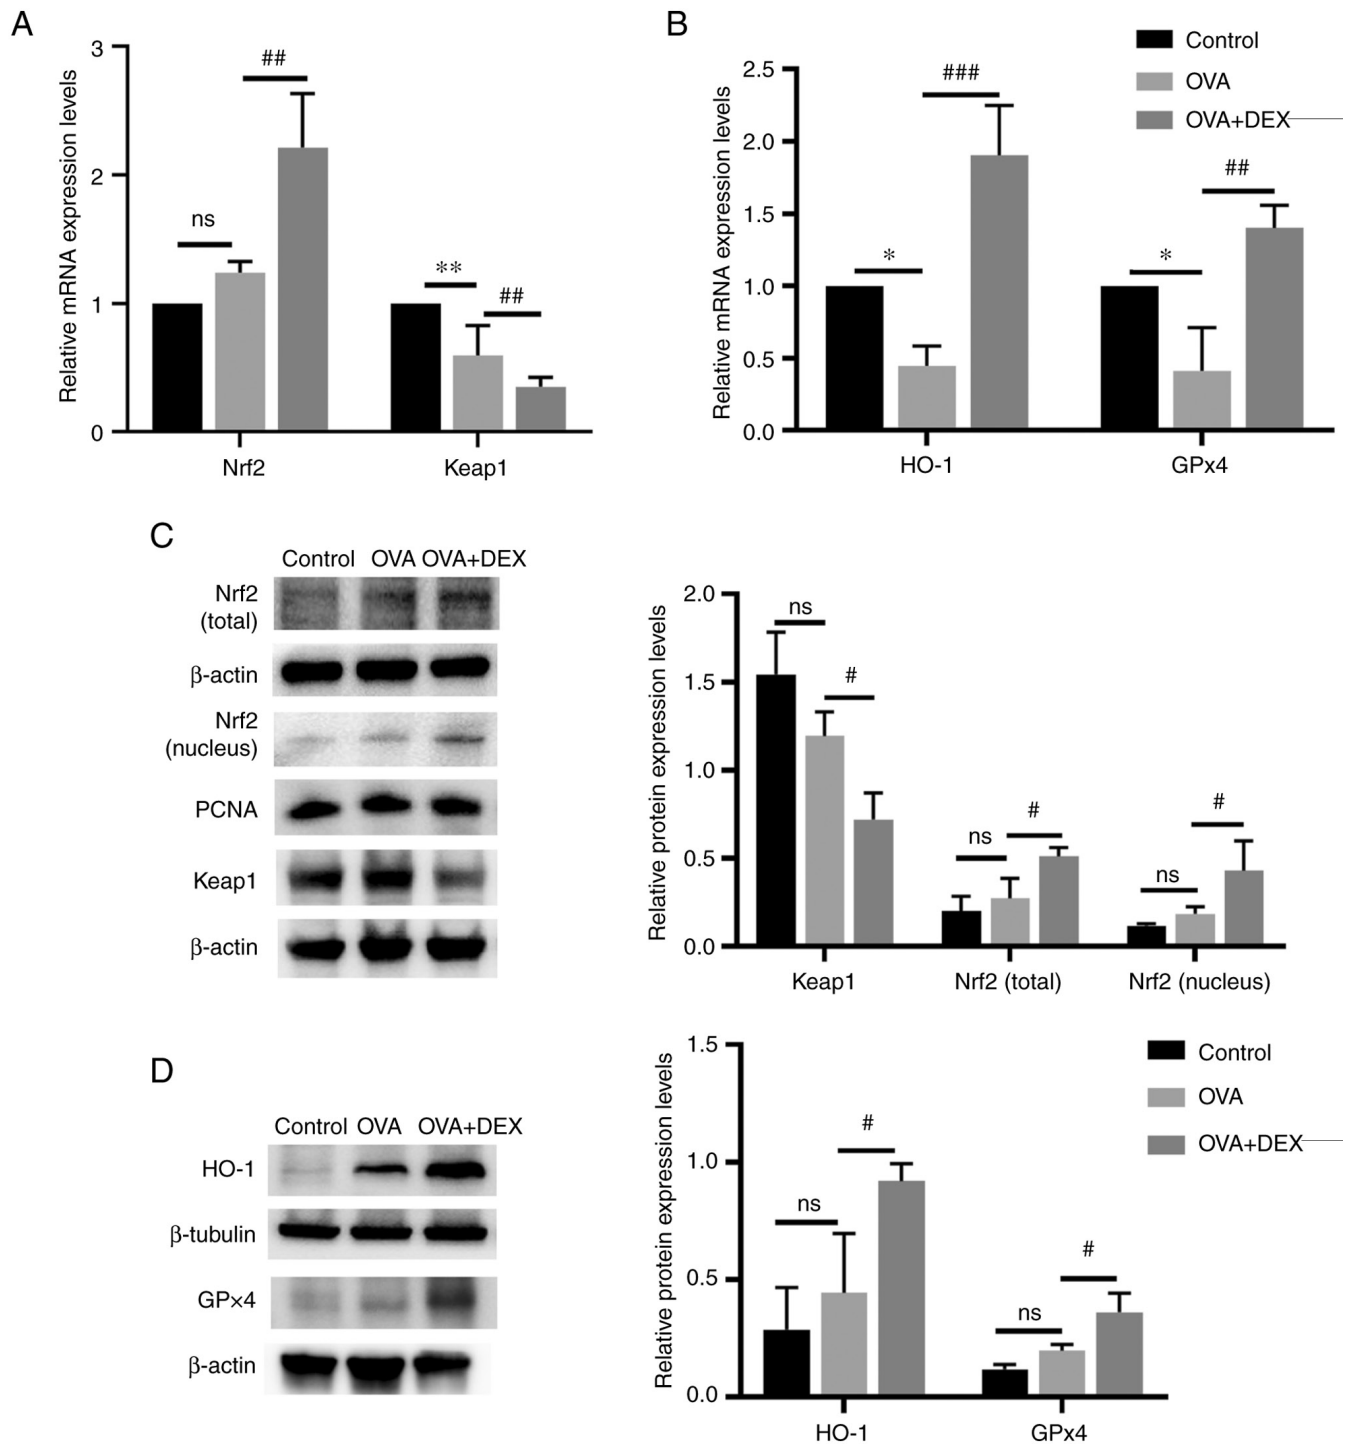 A
3
2
1
0
Relative mRNA expression levels
ns
##
**
##
Nrf2
Keap1
B
Control
OVA
OVA+DEX
2.5
2.0
1.5
1.0
0.5
0.0
Relative mRNA expression levels
*
###
*
##
HO-1
GPx4
C
Control OVA OVA+DEX
Nrf2
(total)
β-actin
Nrf2
(nucleus)
PCNA
Keap1
β-actin
2.0
1.5
1.0
0.5
0.0
Relative protein expression levels
ns
#
ns
#
ns
#
Keap1
Nrf2 (total)
Nrf2 (nucleus)
D
Control OVA OVA+DEX
HO-1
β-tubulin
GP×4
β-actin
1.5
1.0
0.5
0.0
Relative protein expression levels
Control
OVA
OVA+DEX
ns
#
ns
#
HO-1
GPx4